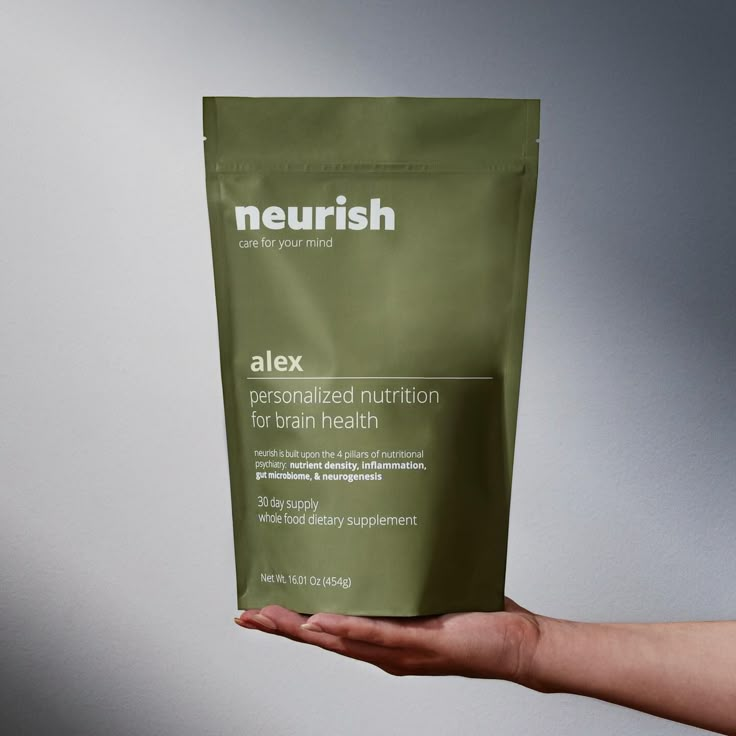 neurish
care for your mind
alex
personalized nutrition
for brain health
neurish is built upon the 4 pillars of nutritional
psychiatry: nutrient density, inflammation,
gut microbiome, & neurogenesis
30 day supply
whole food dietary supplement
Net Wt. 16.01 Oz (454g)